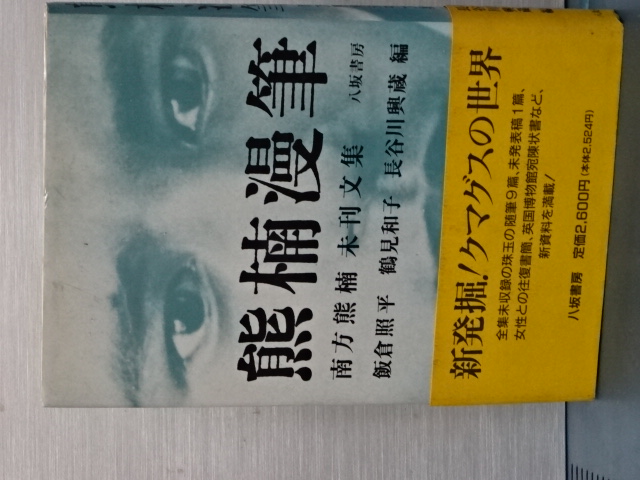 熊楠漫筆
南方熊楠 未刊文集
八坂書房
飯倉照平 鶴見和子 長谷川興蔵 編
新発掘!クマグスの世界
全集未収録の珠玉の随筆9篇、未発表稿1篇、
女性との往復書簡、英国博物館宛陳状書など、
新資料を満載!
八坂書房 定価2,600円(本体2,524円)